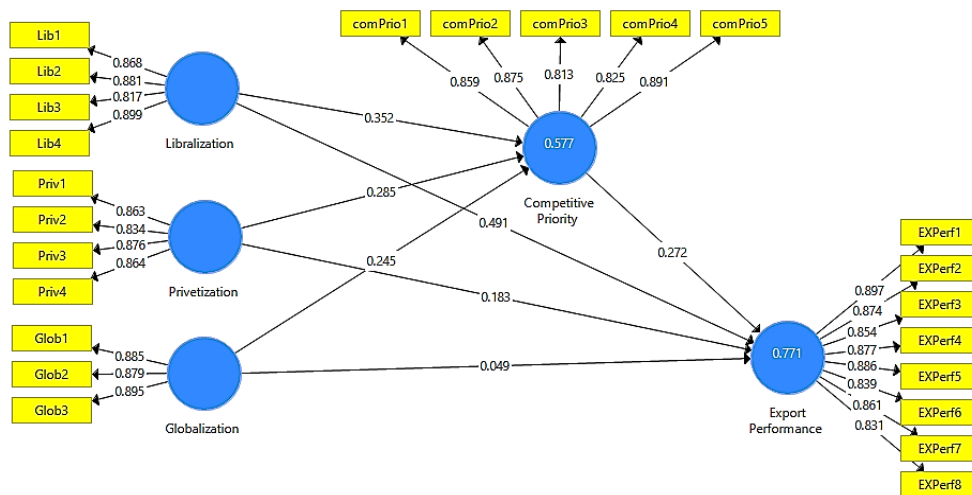 comPrio1
comPrio2
comPrio3
comPrio4
comPrio5
0.859
0.875
0.813
0.825
0.891
Lib1
Lib2
Lib3
Lib4
0.868
0.881
0.817
0.899
Libralization
0.352
0.577
Competitive
Priority
Priv1
Priv2
Priv3
Priv4
0.863
0.834
0.876
0.864
Privetization
0.285
0.491
0.245
0.183
0.272
Glob1
Glob2
Glob3
0.885
0.879
0.895
Globalization
0.049
0.771
Export
Performance
0.897
0.874
0.854
0.877
0.886
0.839
0.861
0.831
EXPerf1
EXPerf2
EXPerf3
EXPerf4
EXPerf5
EXPerf6
EXPerf7
EXPerf8